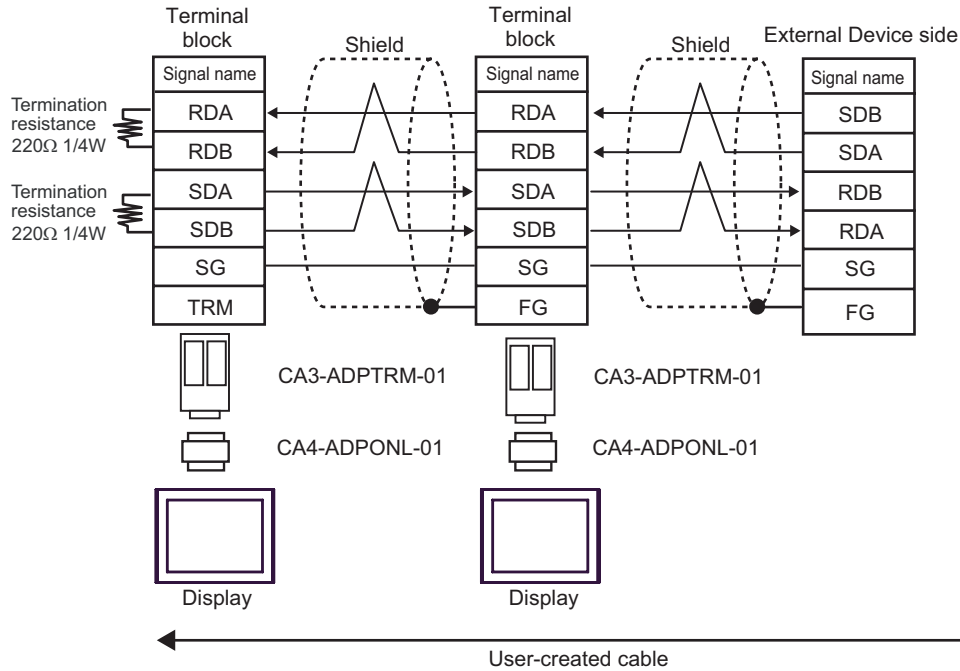 Terminal
block
Shield
Terminal
block
Shield
External Device side
Signal name
RDA
RDB
SDA
SDB
SG
TRM
Termination
resistance
220Ω 1/4W
Termination
resistance
220Ω 1/4W
Signal name
RDA
RDB
SDA
SDB
SG
FG
Signal name
SDB
SDA
RDB
RDA
SG
FG
CA3-ADPTRM-01
CA3-ADPTRM-01
CA4-ADPONL-01
CA4-ADPONL-01
Display
Display
User-created cable